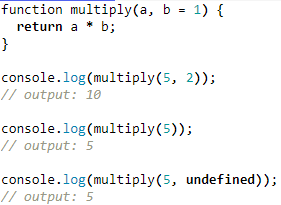 function multiply(a, b = 1) {
  return a * b;
}
console.log(multiply(5, 2));
// output: 10
console.log(multiply(5));
// output: 5
console.log(multiply(5, undefined));
// output: 5